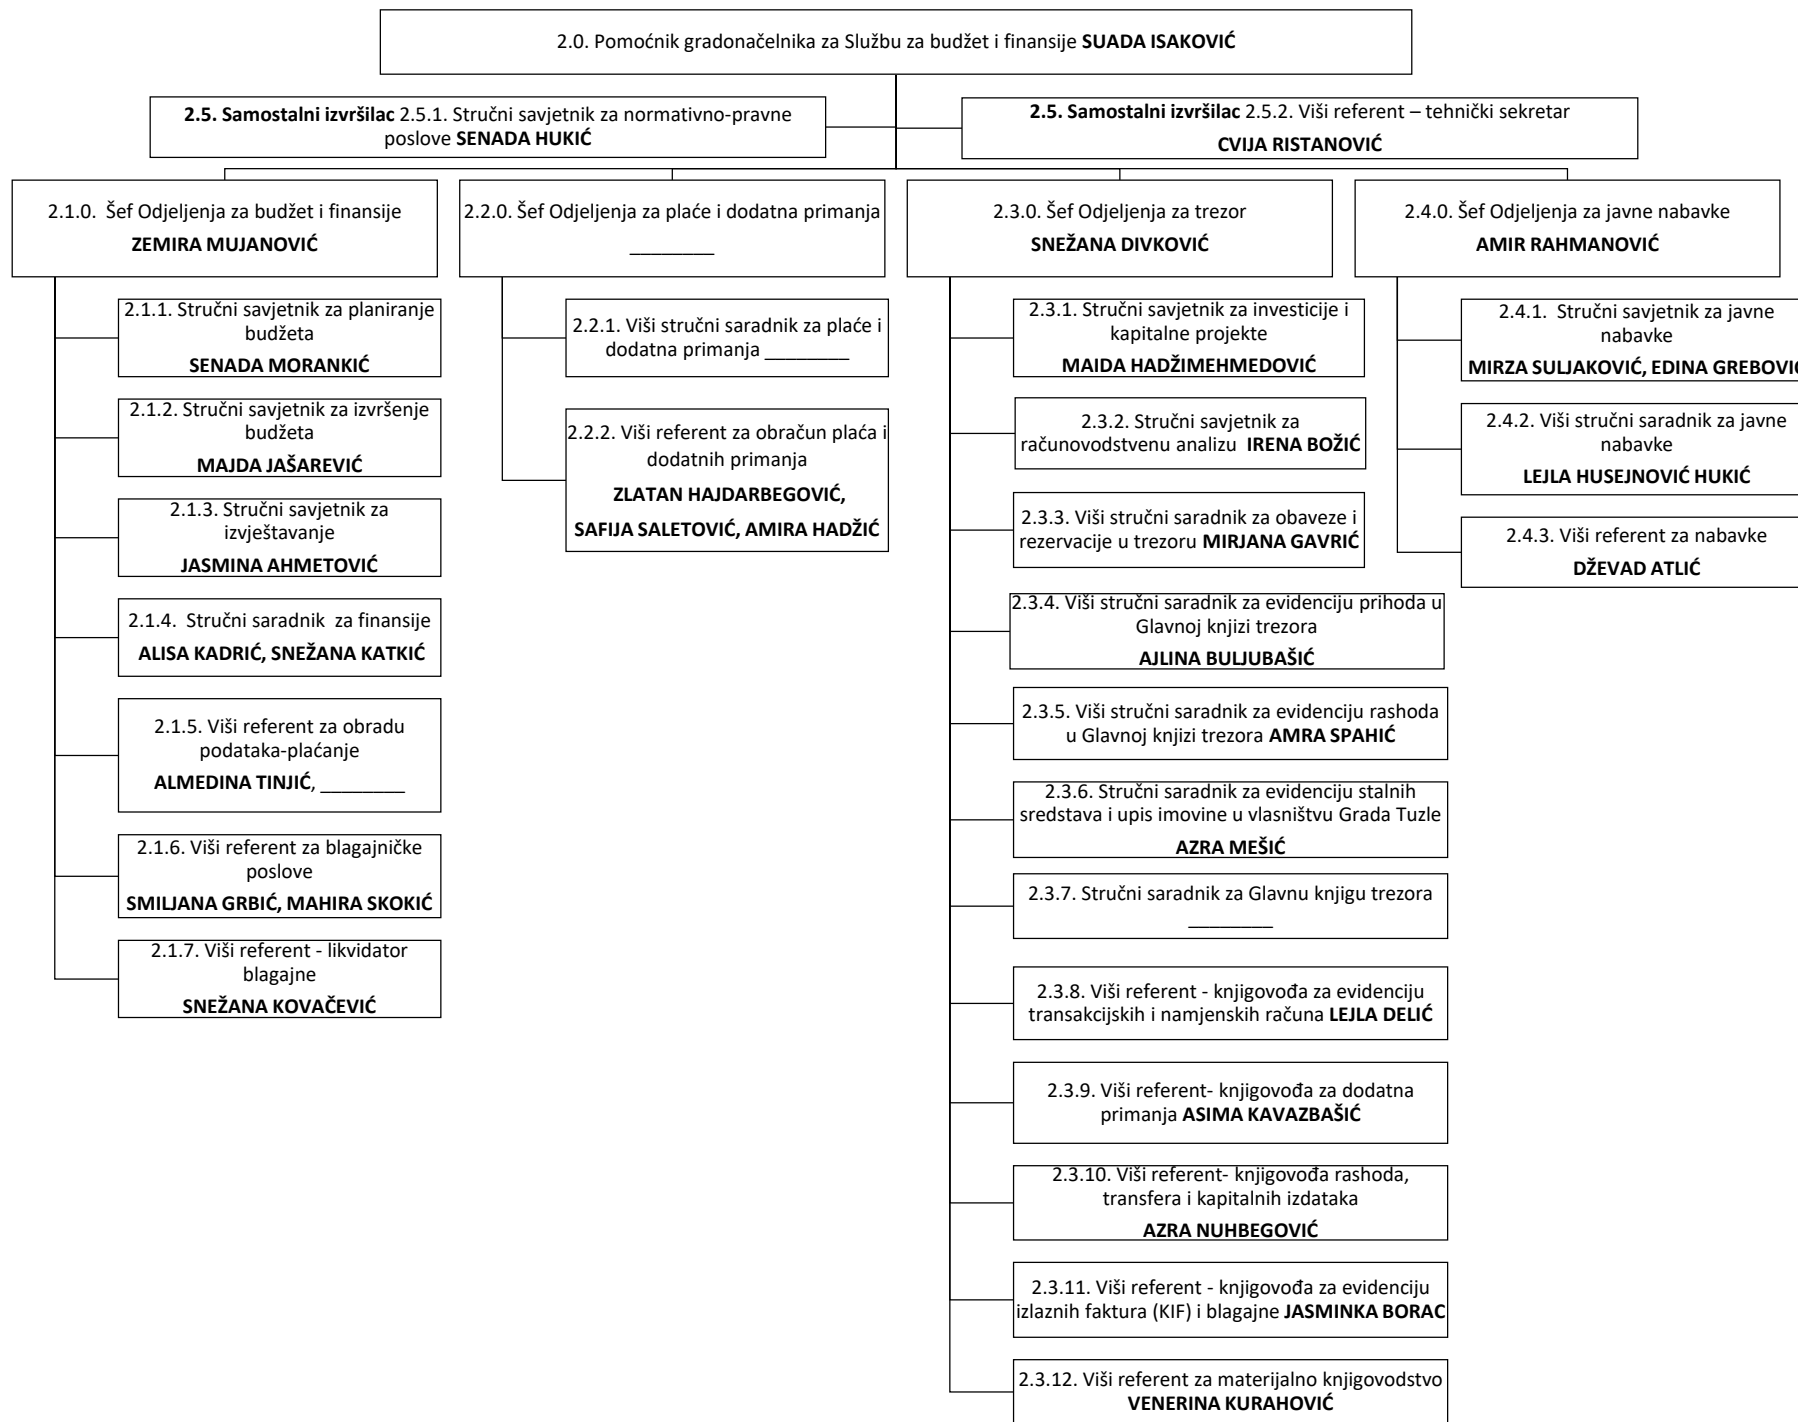 2.0. Pomoćnik gradonačelnika za Službu za budžet i finansije SUADA ISAKOVIĆ
2.5. Samostalni izvršilac 2.5.1. Stručni savjetnik za normativno-pravne
poslove SENADA HUKIĆ
2.5. Samostalni izvršilac 2.5.2. Viši referent – tehnički sekretar
CVIJA RISTANOVIĆ
2.1.0. Šef Odjeljenja za budžet i finansije
ZEMIRA MUJANOVIĆ
2.1.1. Stručni savjetnik za planiranje
budžeta
SENADA MORANKIĆ
2.1.2. Stručni savjetnik za izvršenje
budžeta
MAJDA JAŠAREVIĆ
2.1.3. Stručni savjetnik za
izvještavanje
JASMINA AHMETOVIĆ
2.1.4. Stručni saradnik za finansije
ALISA KADRIĆ, SNEŽANA KATKIĆ
2.1.5. Viši referent za obradu
podataka-plaćanje
ALMEDINA TINJIĆ, ________
2.1.6. Viši referent za blagajničke
poslove
SMILJANA GRBIĆ, MAHIRA SKOKIĆ
2.1.7. Viši referent - likvidator
blagajne
SNEŽANA KOVAČEVIĆ
2.2.0. Šef Odjeljenja za plaće i dodatna primanja
________
2.2.1. Viši stručni saradnik za plaće i
dodatna primanja ________
2.2.2. Viši referent za obračun plaća i
dodatnih primanja
ZLATAN HAJDARBEGOVIĆ,
SAFIJA SALETOVIĆ, AMIRA HADŽIĆ
2.3.0. Šef Odjeljenja za trezor
SNEŽANA DIVKOVIĆ
2.3.1. Stručni savjetnik za investicije i
kapitalne projekte
MAIDA HADŽIMEHMEDOVIĆ
2.3.2. Stručni savjetnik za
računovodstvenu analizu IRENA BOŽIĆ
2.3.3. Viši stručni saradnik za obaveze i
rezervacije u trezoru MIRJANA GAVRIĆ
2.3.4. Viši stručni saradnik za evidenciju prihoda u
Glavnoj knjizi trezora
AJLINA BULJUBAŠIĆ
2.3.5. Viši stručni saradnik za evidenciju rashoda
u Glavnoj knjizi trezora AMRA SPAHIĆ
2.3.6. Stručni saradnik za evidenciju stalnih
sredstava i upis imovine u vlasništvu Grada Tuzle
AZRA MEŠIĆ
2.3.7. Stručni saradnik za Glavnu knjigu trezora
________
2.3.8. Viši referent - knjigovođa za evidenciju
transakcijskih i namjenskih računa LEJLA DELIĆ
2.3.9. Viši referent- knjigovođa za dodatna
primanja ASIMA KAVAZBAŠIĆ
2.3.10. Viši referent- knjigovođa rashoda,
transfera i kapitalnih izdataka
AZRA NUHBEGOVIĆ
2.3.11. Viši referent - knjigovođa za evidenciju
izlaznih faktura (KIF) i blagajne JASMINKA BORAC
2.3.12. Viši referent za materijalno knjigovodstvo
VENERINA KURAHOVIĆ
2.4.0. Šef Odjeljenja za javne nabavke
AMIR RAHMANOVIĆ
2.4.1. Stručni savjetnik za javne
nabavke
MIRZA SULJAKOVIĆ, EDINA GREBOVIĆ
2.4.2. Viši stručni saradnik za javne
nabavke
LEJLA HUSEJNOVIĆ HUKIĆ
2.4.3. Viši referent za nabavke
DŽEVAD ATLIĆ